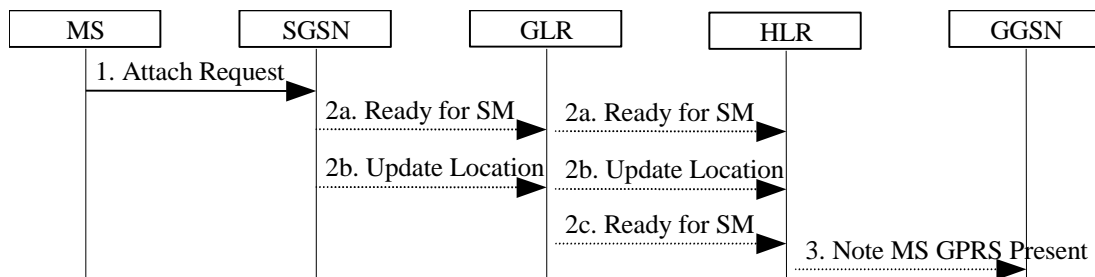 MS SGSN GLR HLR GGSN
1. Attach Request
2a. Ready for SM 2a. Ready for SM
2b. Update Location 2b. Update Location
2c. Ready for SM
3. Note MS GPRS Present